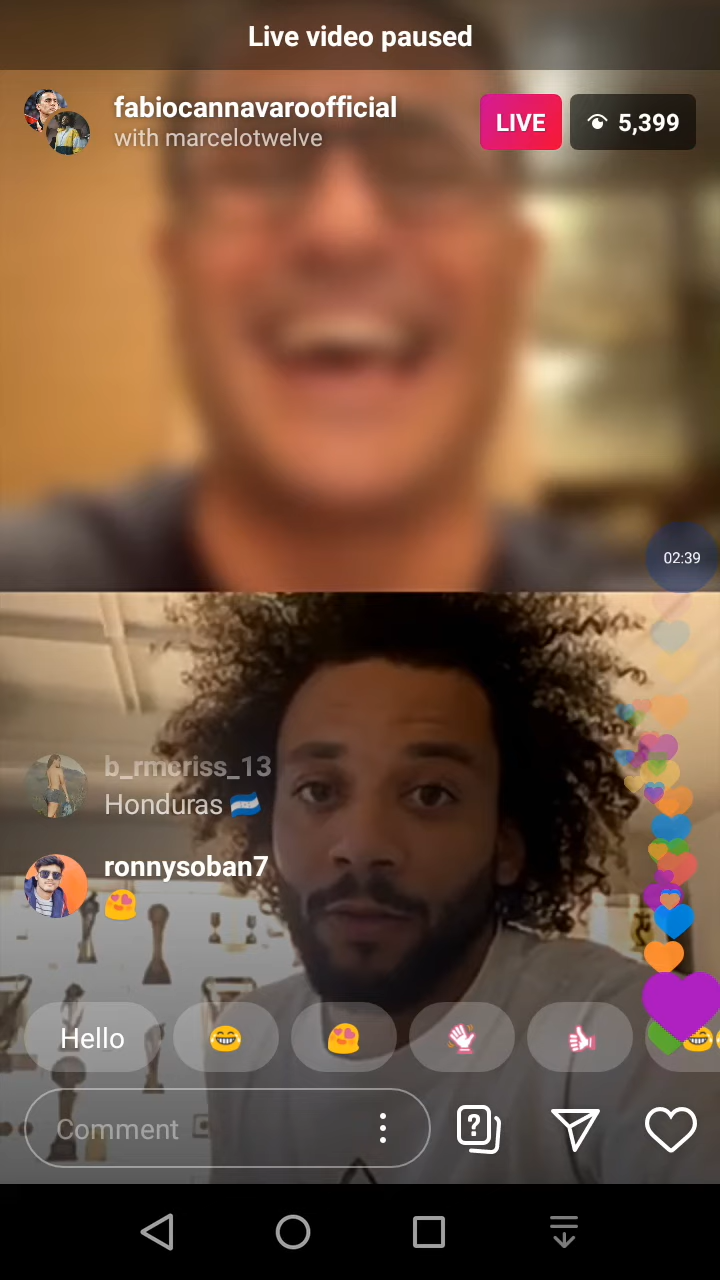 Live video paused
fabiocannavaroofficial
with marcelotwelve
LIVE
5,399
02:39
b_rmcriss_13
Honduras 🇭🇳
ronnysoban7
😍
Hello 😂 😍 👋 👍 😂
Comment